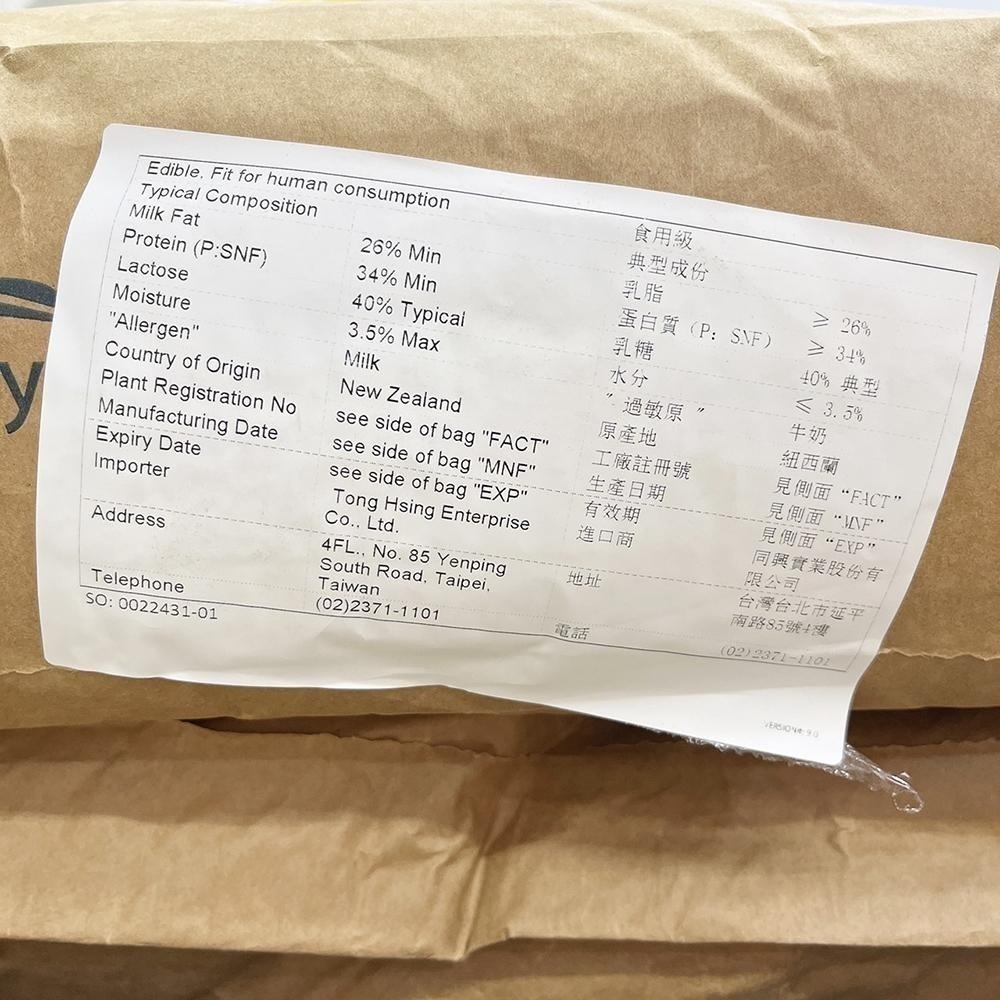 Edible. Fit for human consumption
Typical Composition
Milk Fat 26% Min
Protein (P:SNF) 34% Min
Lactose 40% Typical
Moisture 3.5% Max
"Allergen" Milk
Country of Origin New Zealand
Plant Registration No see side of bag "FACT"
Manufacturing Date see side of bag "MNF"
Expiry Date see side of bag "EXP"
Importer Tong Hsing Enterprise
Co., Ltd.
Address 4FL., No. 85 Yenping
South Road, Taipei,
Taiwan
Telephone (02)2371-1101
SO: 0022431-01
食用級
典型成份
乳脂 ≥ 26%
蛋白質（P: SNF） ≥ 34%
乳糖 40% 典型
水分 ≤ 3.5%
"過敏原" 牛奶
原產地 紐西蘭
工廠註冊號 見側面“FACT”
生產日期 見側面“MNF”
有效期 見側面“EXP”
進口商 同興實業股份有
限公司
地址 台灣台北市延平
南路85號4樓
電話 (02)2371-1101
VERSION#: 9.0
y